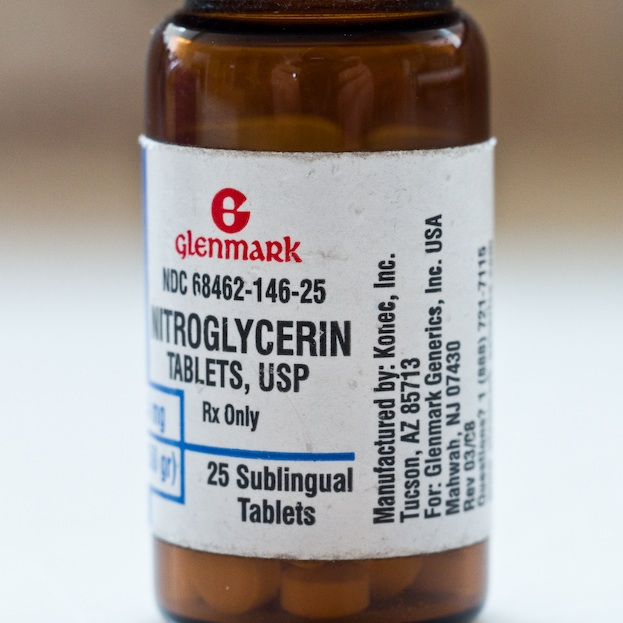 Glenmark
NDC 68462-146-25
NITROGLYCERIN
TABLETS, USP
Rx Only
mg
gr)
25 Sublingual
Tablets
Manufactured by: Konec, Inc.
Tucson, AZ 85713
For: Glenmark Generics, Inc. USA
Mahwah, NJ 07430
Rev 03/08
Questions? 1 (888) 721-7115